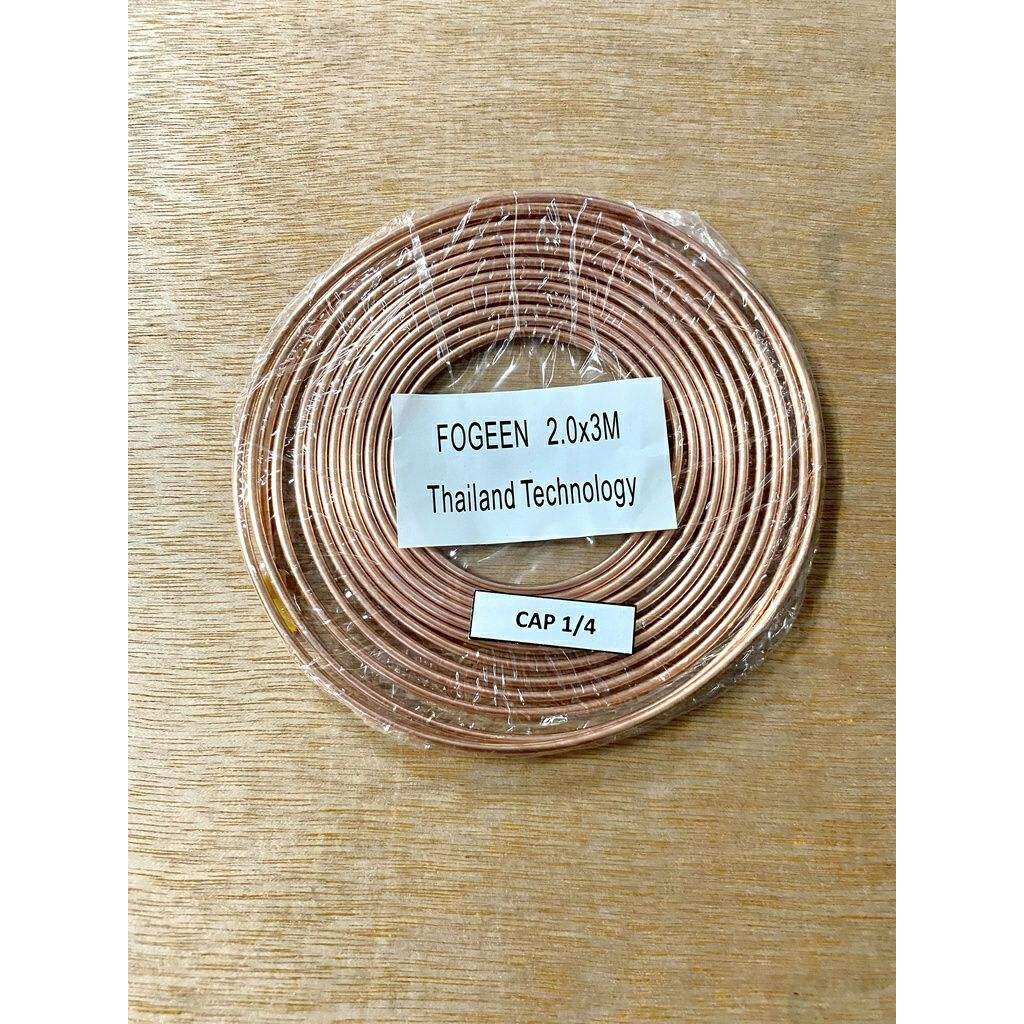 FOGEEN 2.0x3M
Thailand Technology
CAP 1/4